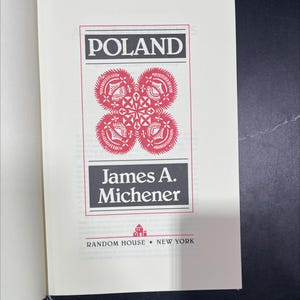 POLAND
James A.
Michener
RANDOM HOUSE • NEW YORK